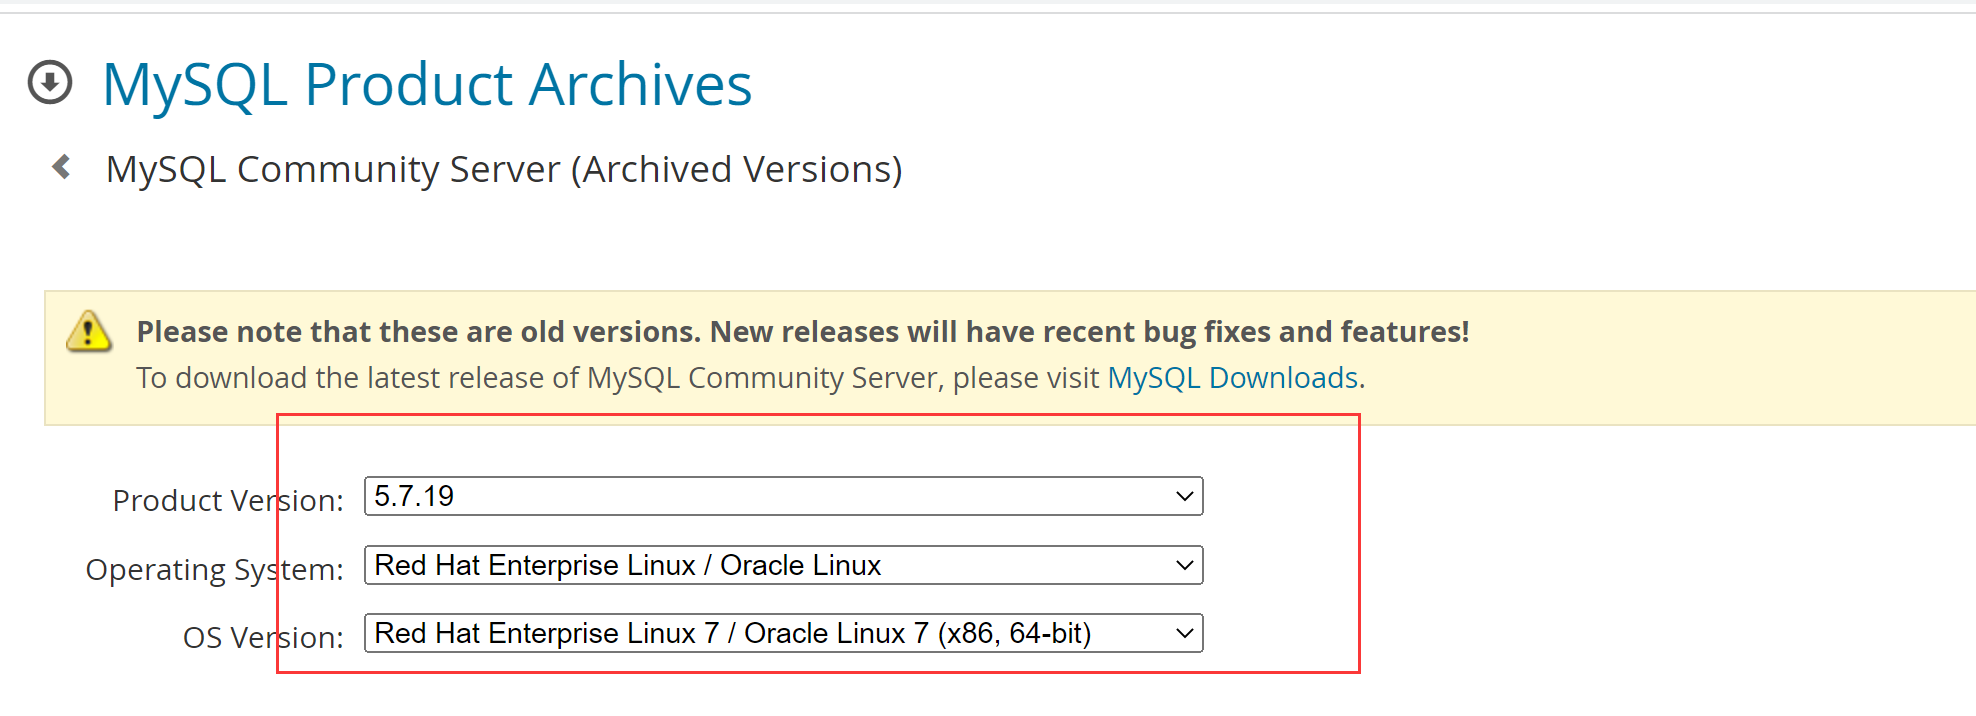 MySQL Product Archives
MySQL Community Server (Archived Versions)
Please note that these are old versions. New releases will have recent bug fixes and features!
To download the latest release of MySQL Community Server, please visit MySQL Downloads.
Product Version: 5.7.19
Operating System: Red Hat Enterprise Linux / Oracle Linux
OS Version: Red Hat Enterprise Linux 7 / Oracle Linux 7 (x86, 64-bit)